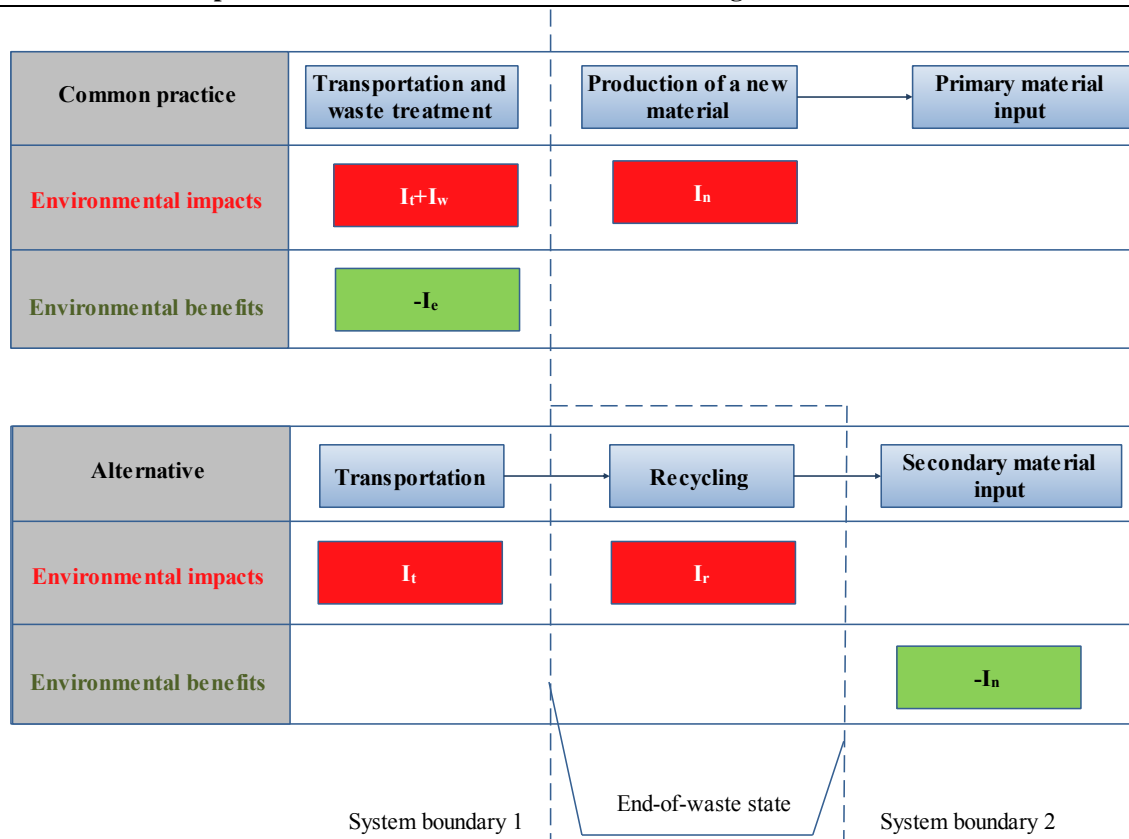 Common practice
Transportation and
waste treatment
Production of a new
material
Primary material
input
Environmental impacts
It+Iw
In
Environmental benefits
-Ie
Alternative
Transportation
Recycling
Secondary material
input
Environmental impacts
It
Ir
Environmental benefits
-In
End-of-waste state
System boundary 1
System boundary 2